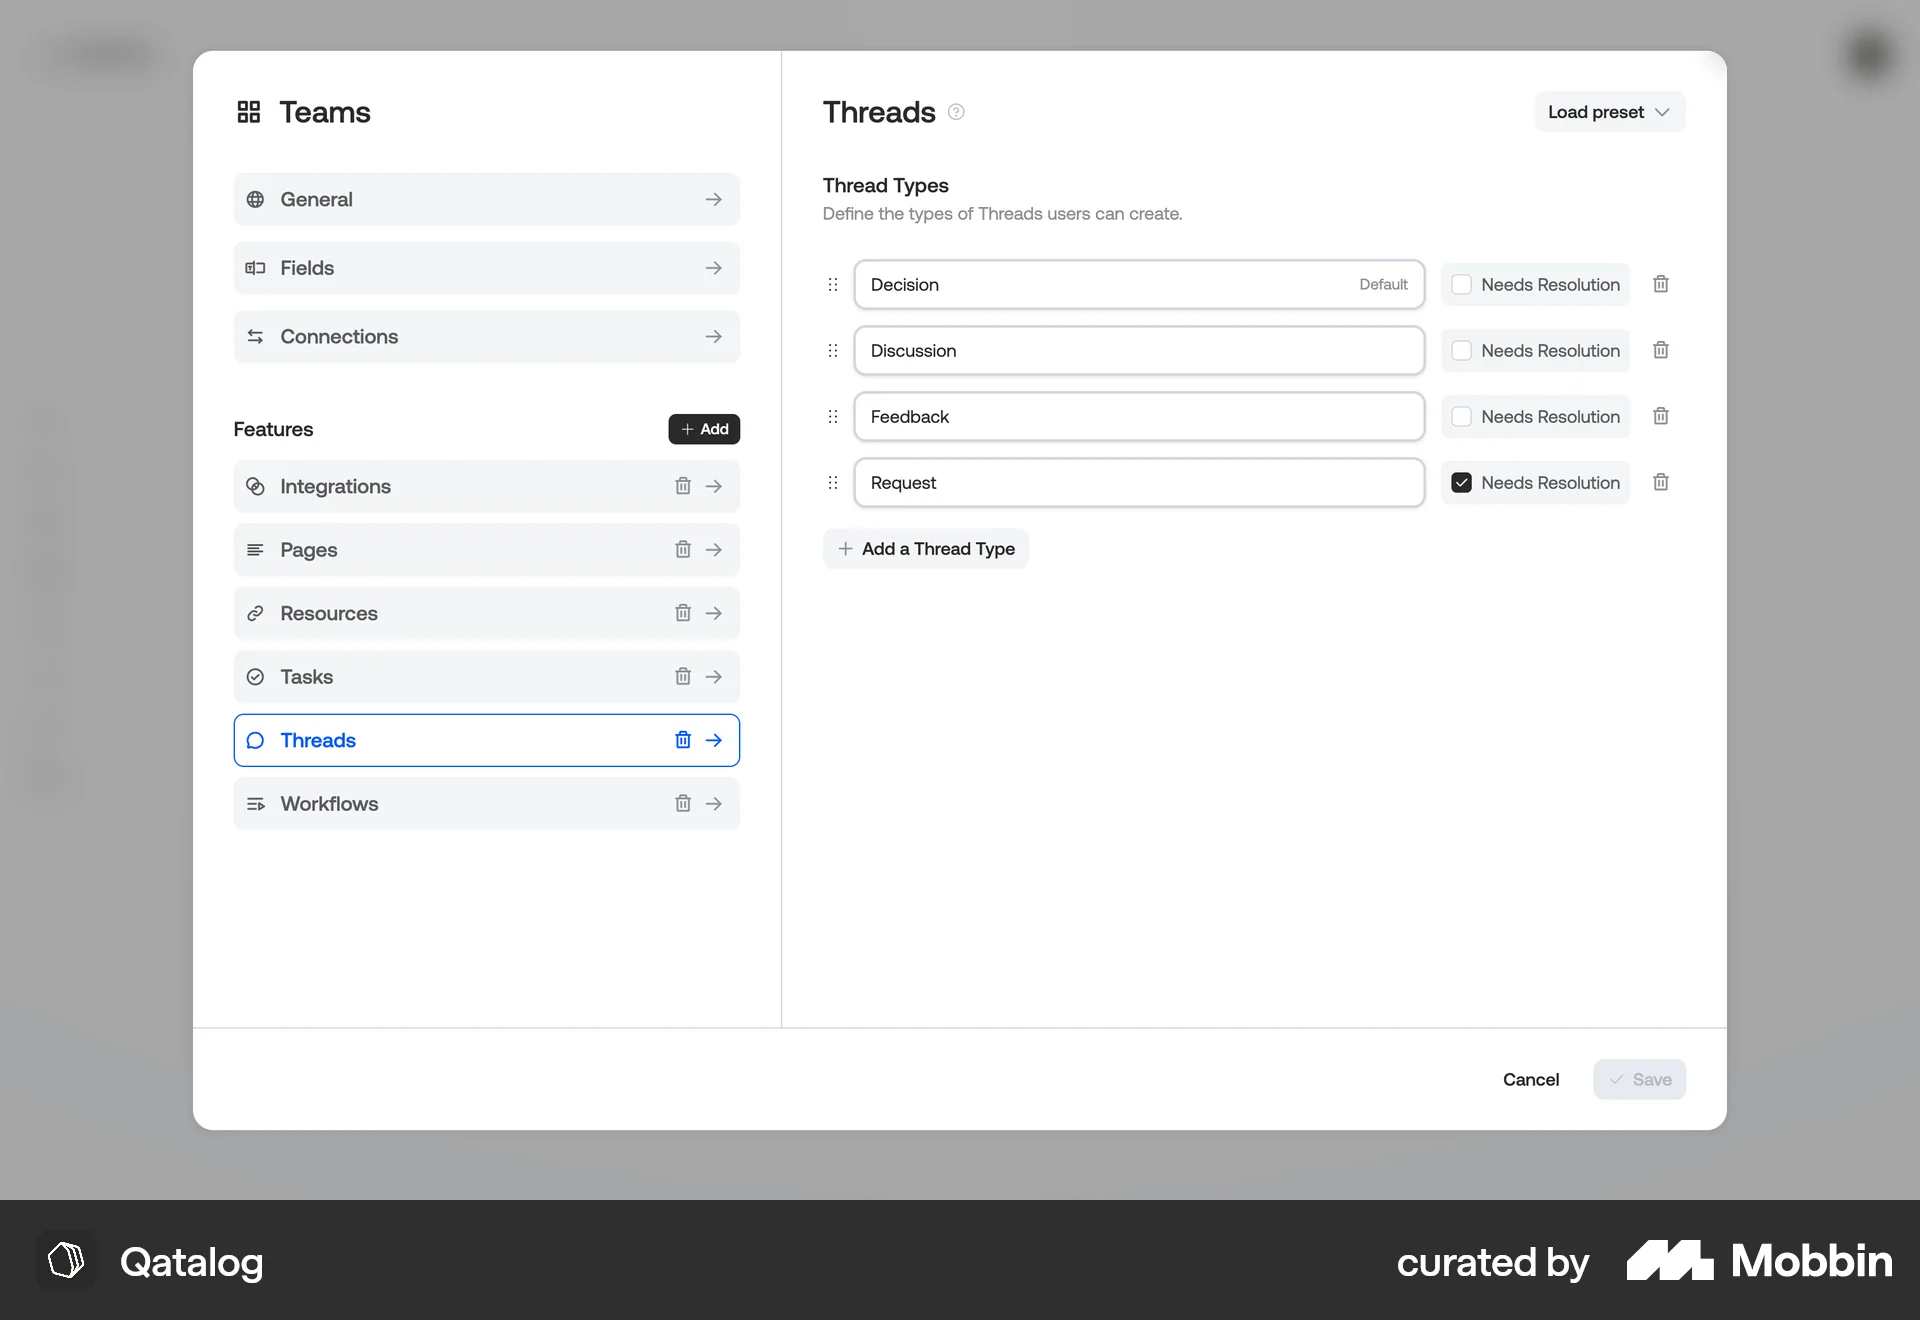 Teams
General
Fields
Connections
Features
Add
Integrations
Pages
Resources
Tasks
Threads
Workflows
Threads
Load preset
Thread Types
Define the types of Threads users can create.
Decision Default Needs Resolution
Discussion Needs Resolution
Feedback Needs Resolution
Request Needs Resolution
Add a Thread Type
Cancel Save
Qatalog
curated by Mobbin